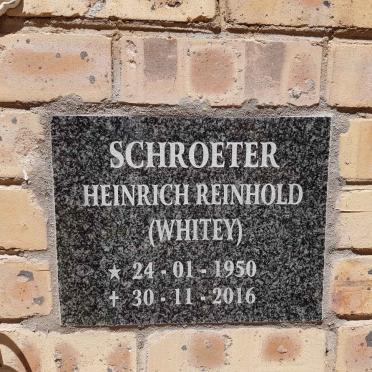 SCHROETER
HEINRICH REINHOLD
(WHITEY)
★ 24 - 01 - 1950
✝ 30 - 11 - 2016